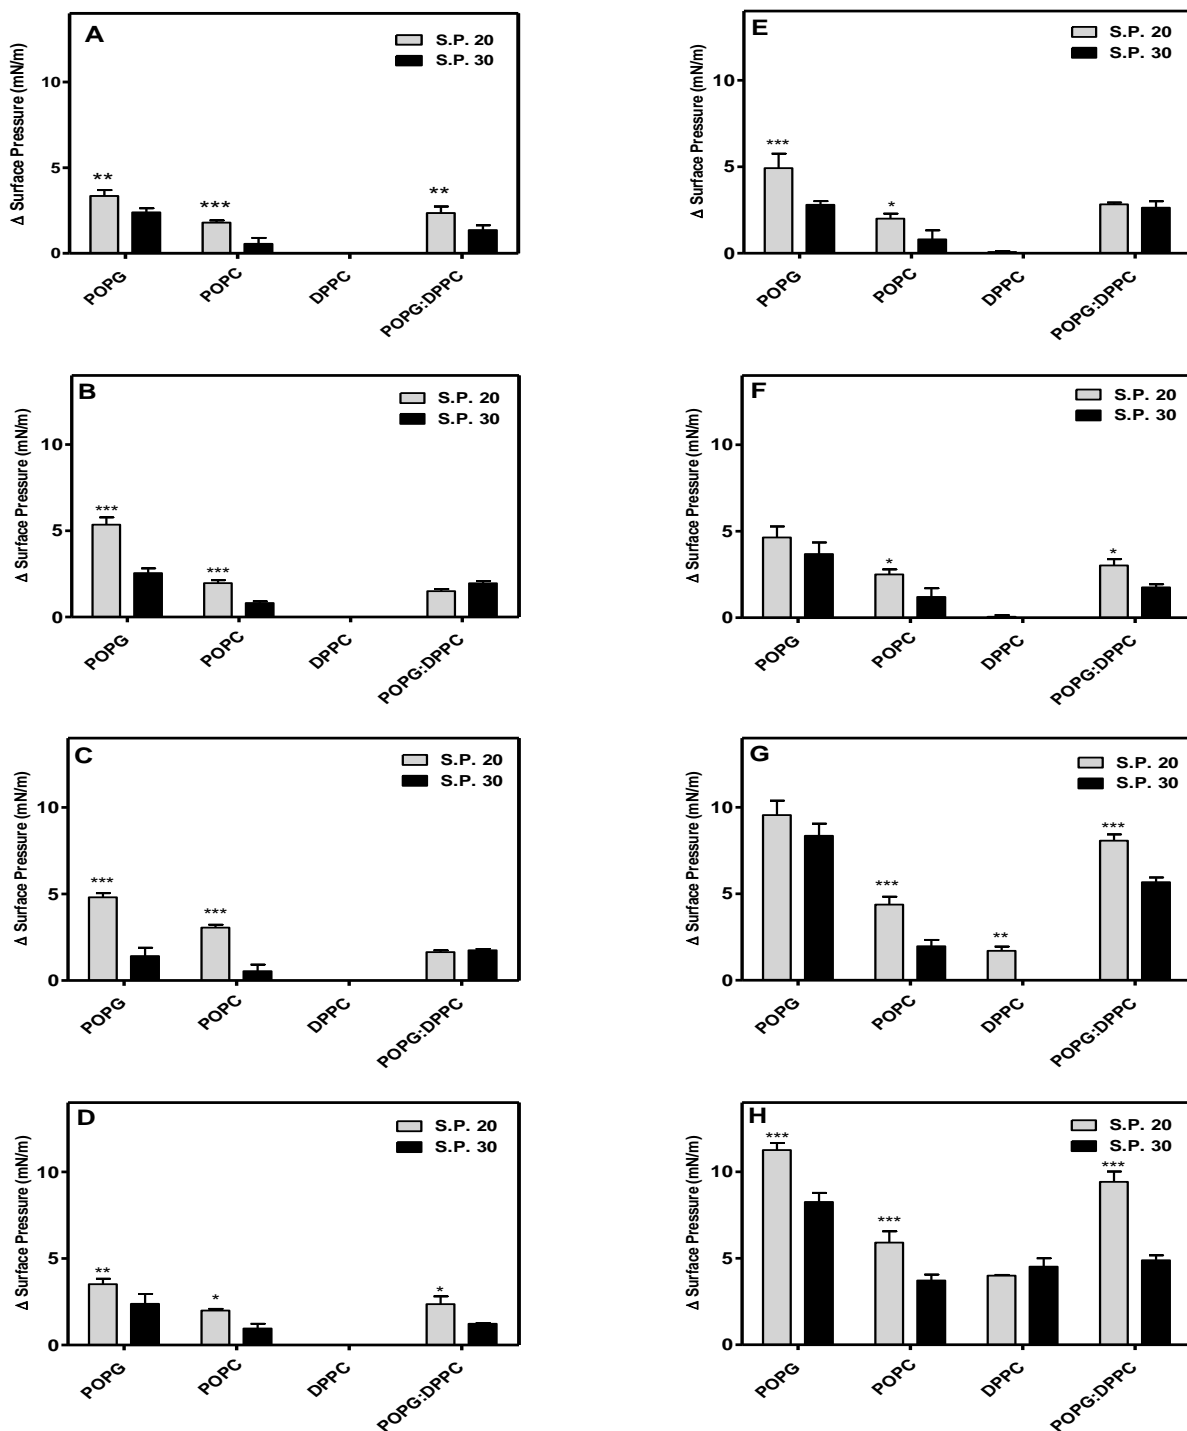 A
S.P. 20
S.P. 30
Δ Surface Pressure (mN/m)
10
5
0
**
***
**
POPG
POPC
DPPC
POPG:DPPC
E
S.P. 20
S.P. 30
Δ Surface Pressure (mN/m)
10
5
0
***
*
POPG
POPC
DPPC
POPG:DPPC
B
S.P. 20
S.P. 30
Δ Surface Pressure (mN/m)
10
5
0
***
***
POPG
POPC
DPPC
POPG:DPPC
F
S.P. 20
S.P. 30
Δ Surface Pressure (mN/m)
10
5
0
*
*
POPG
POPC
DPPC
POPG:DPPC
C
S.P. 20
S.P. 30
Δ Surface Pressure (mN/m)
10
5
0
***
***
POPG
POPC
DPPC
POPG:DPPC
G
S.P. 20
S.P. 30
Δ Surface Pressure (mN/m)
10
5
0
***
**
***
POPG
POPC
DPPC
POPG:DPPC
D
S.P. 20
S.P. 30
Δ Surface Pressure (mN/m)
10
5
0
**
*
*
POPG
POPC
DPPC
POPG:DPPC
H
S.P. 20
S.P. 30
Δ Surface Pressure (mN/m)
10
5
0
***
***
***
POPG
POPC
DPPC
POPG:DPPC